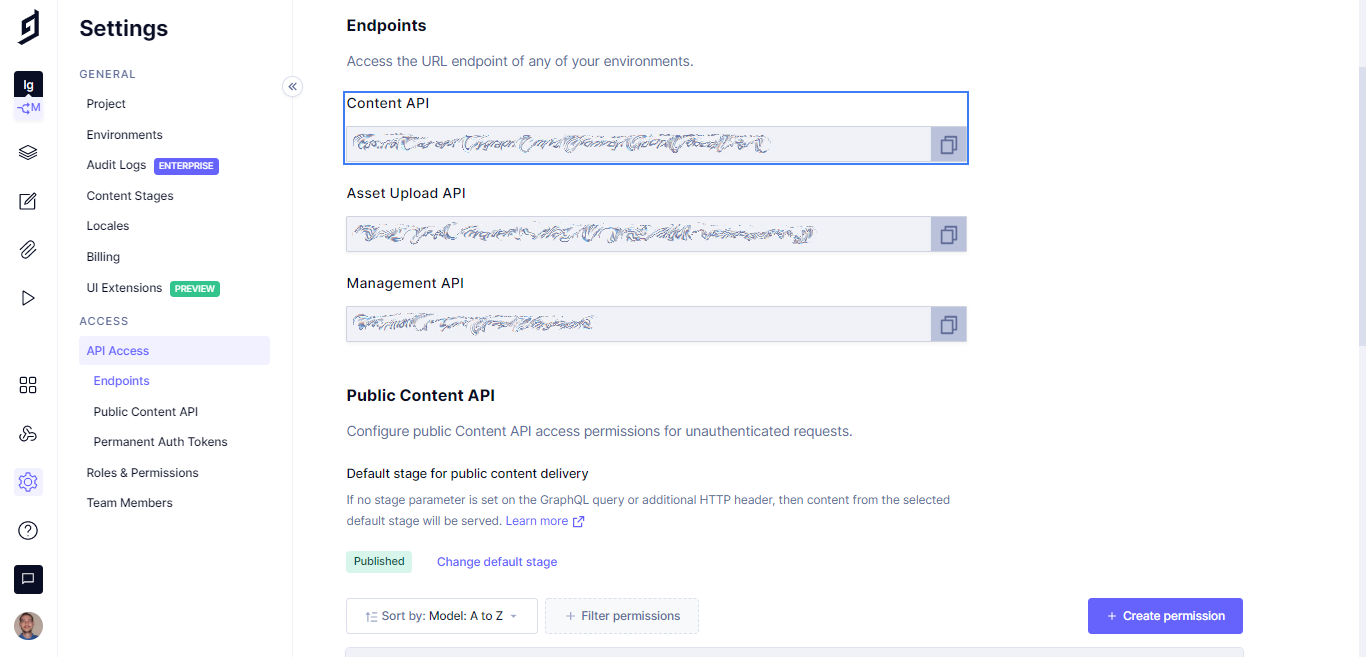 lg
M
Settings
GENERAL
Project
Environments
Audit Logs ENTERPRISE
Content Stages
Locales
Billing
UI Extensions PREVIEW
ACCESS
API Access
Endpoints
Public Content API
Permanent Auth Tokens
Roles & Permissions
Team Members
Endpoints
Access the URL endpoint of any of your environments.
Content API
Asset Upload API
Management API
Public Content API
Configure public Content API access permissions for unauthenticated requests.
Default stage for public content delivery
If no stage parameter is set on the GraphQL query or additional HTTP header, then content from the selected
default stage will be served. Learn more
Published Change default stage
Sort by: Model: A to Z + Filter permissions + Create permission